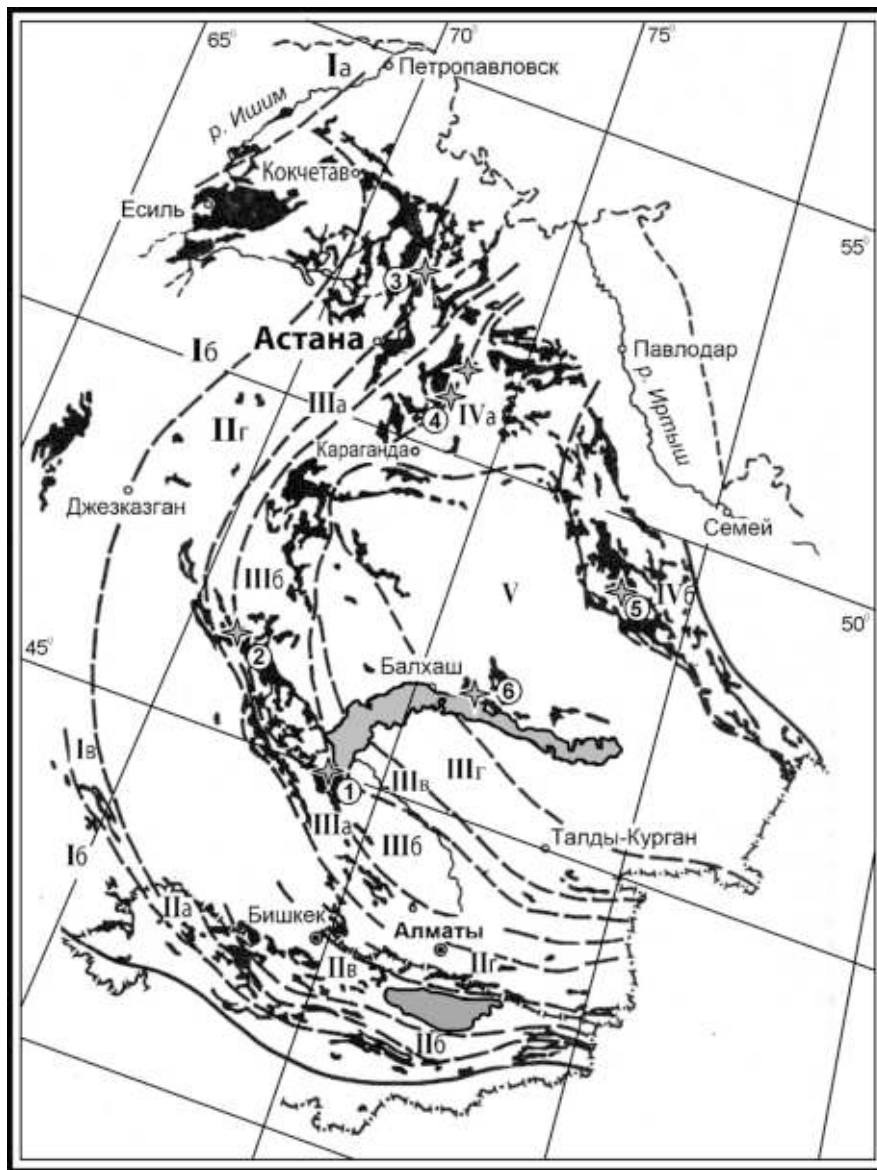 65°
70°
75°
Iа
Петропавловск
р. Ишим
Кокчетав
Есиль
55°
3
Астана
Iб
Павлодар
р. Иртыш
IIIа
IIг
4
IVа
Караганда
Джезказган
Семей
IIIб
V
IVб
5
50°
45°
2
Балхаш
6
Iв
IIIг
IIIв
1
IIIа
Талды-Курган
Iб
IIIб
IIа
Бишкек
Алматы
IIг
IIв
IIб